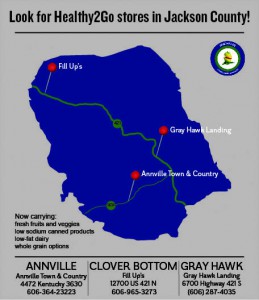 Look for Healthy2Go stores in Jackson County!
Fill Up's
Gray Hawk Landing
Annville Town & Country
Now carrying:
fresh fruits and veggies
low sodium canned products
low-fat dairy
whole grain options
ANNVILLE
Annville Town & Country
4472 Kentucky 3630
606-364-23223
CLOVER BOTTOM
Fill Up's
12700 US 421 N
606-965-3273
GRAY HAWK
Gray Hawk Landing
6700 Highway 421 S
(606) 287-4035